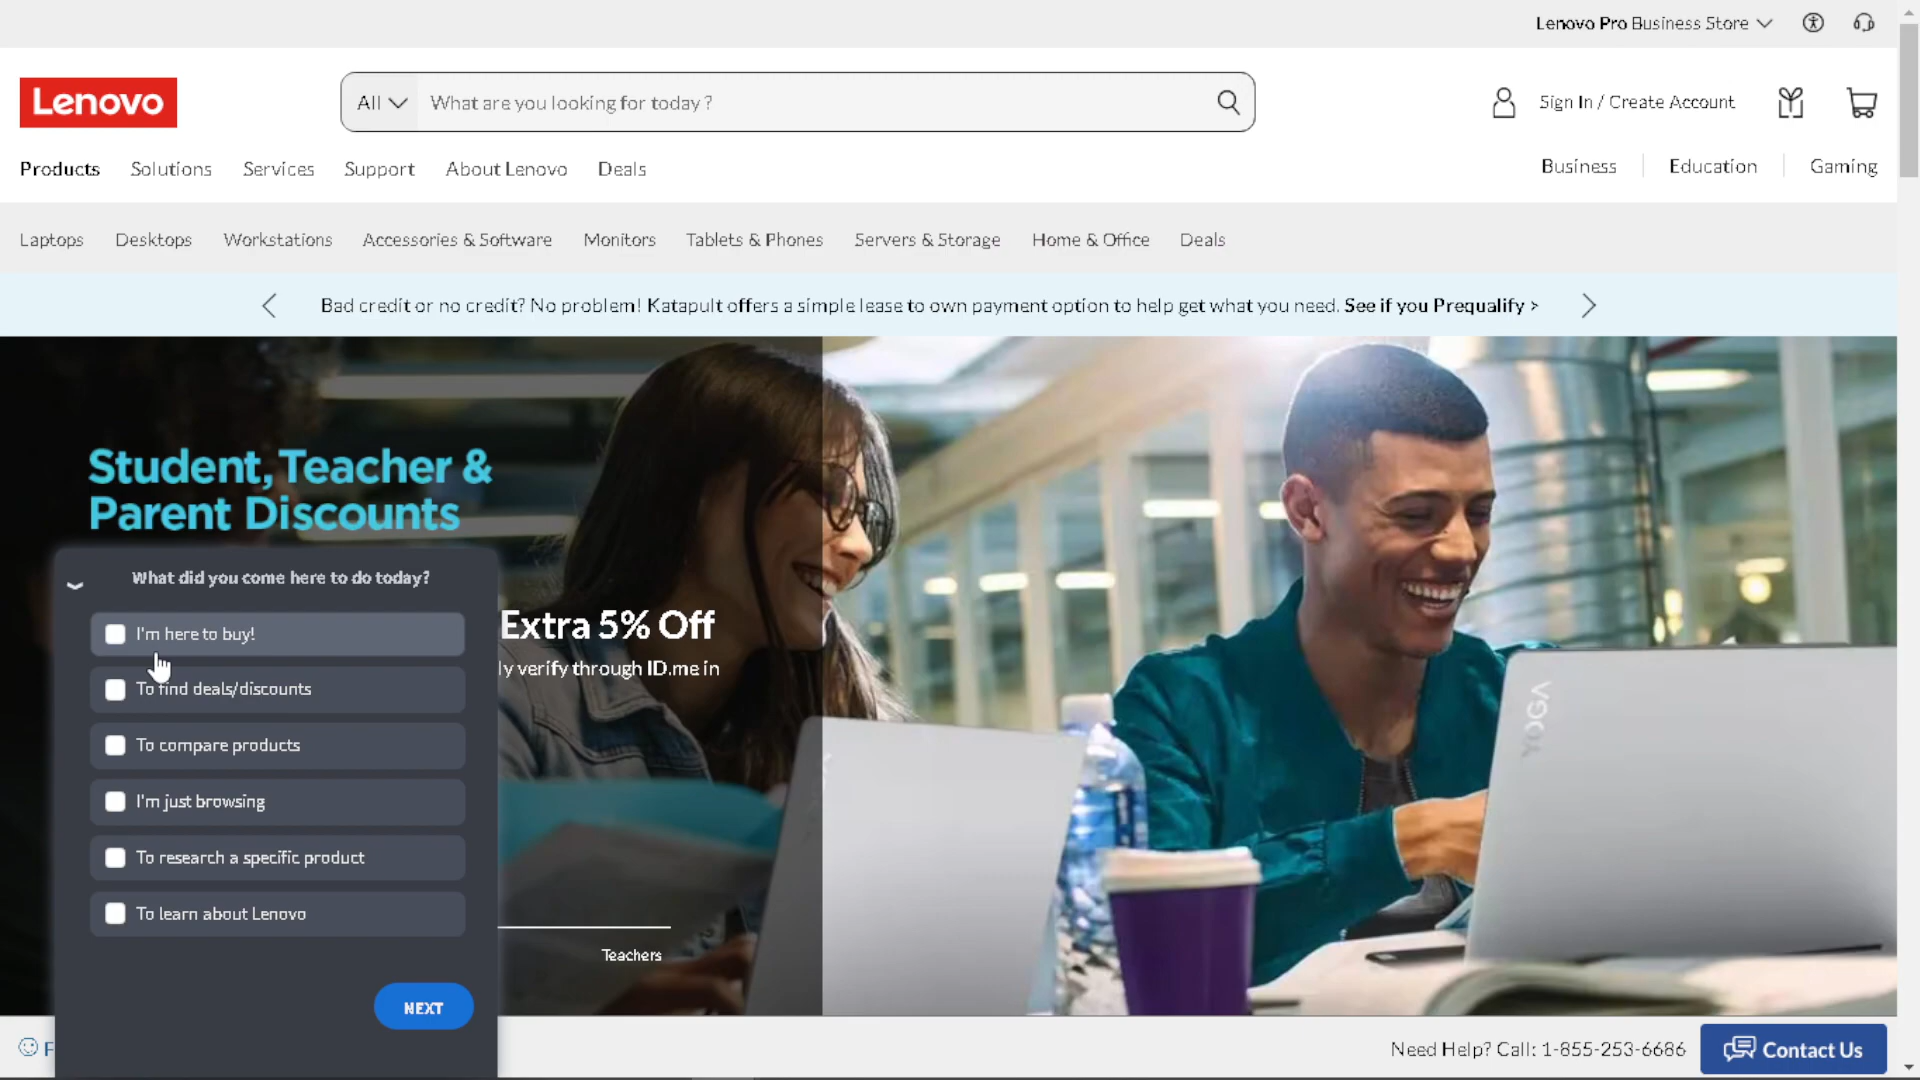 Lenovo Pro Business Store
Lenovo
All
What are you looking for today?
Sign In / Create Account
Products Solutions Services Support About Lenovo Deals
Business Education Gaming
Laptops Desktops Workstations Accessories & Software Monitors Tablets & Phones Servers & Storage Home & Office Deals
Bad credit or no credit? No problem! Katapult offers a simple lease to own payment option to help get what you need. See if you Prequalify >
Student, Teacher &
Parent Discounts
Extra 5% Off
ly verify through ID.me in
Teachers
What did you come here to do today?
I'm here to buy!
To find deals/discounts
To compare products
I'm just browsing
To research a specific product
To learn about Lenovo
NEXT
YOGA
F
Need Help? Call: 1-855-253-6686
Contact Us